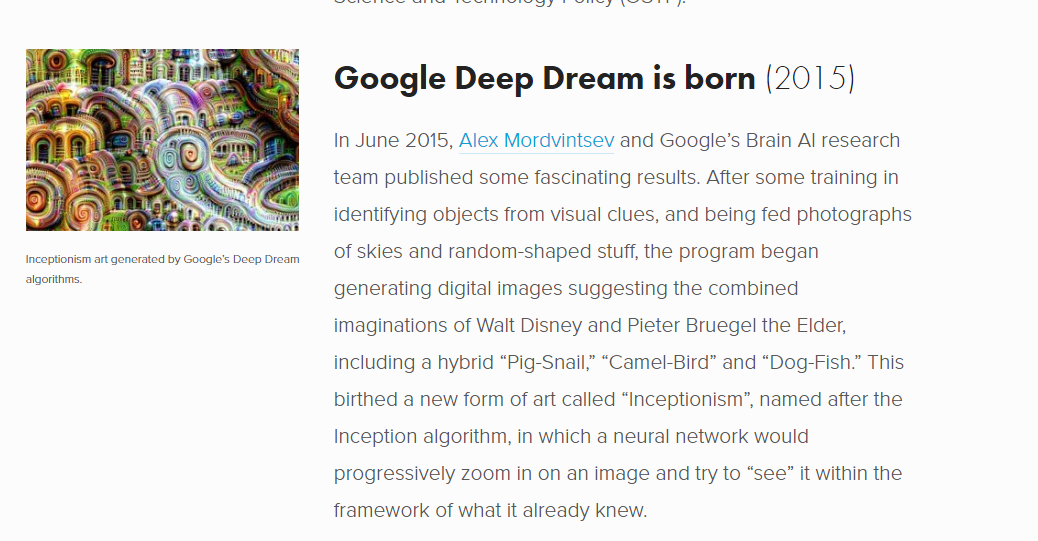 Science and Technology Policy (OSTP).
Google Deep Dream is born (2015)
In June 2015, Alex Mordvintsev and Google’s Brain AI research
team published some fascinating results. After some training in
identifying objects from visual clues, and being fed photographs
of skies and random-shaped stuff, the program began
generating digital images suggesting the combined
imaginations of Walt Disney and Pieter Bruegel the Elder,
including a hybrid “Pig-Snail,” “Camel-Bird” and “Dog-Fish.” This
birthed a new form of art called “Inceptionism”, named after the
Inception algorithm, in which a neural network would
progressively zoom in on an image and try to “see” it within the
framework of what it already knew.
Inceptionism art generated by Google’s Deep Dream
algorithms.